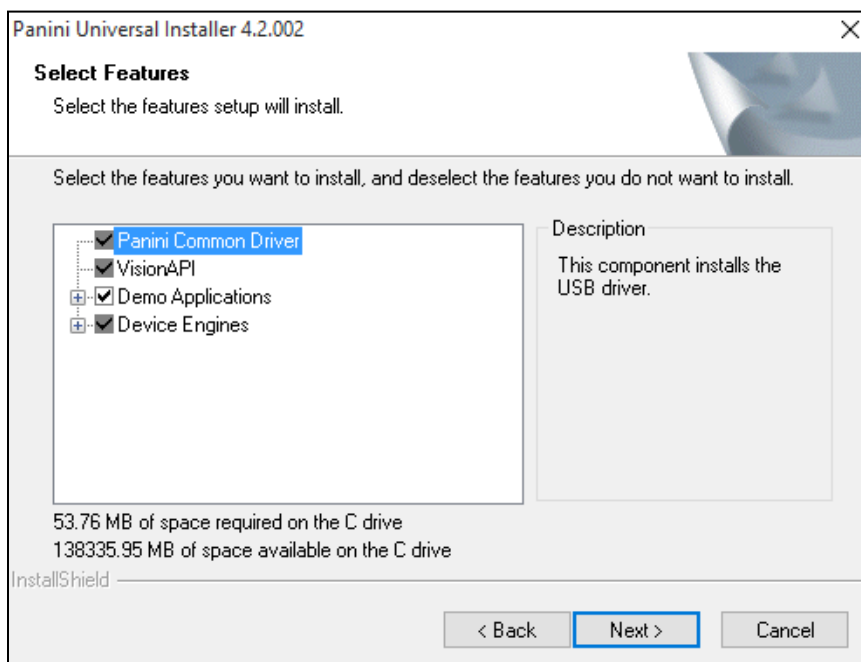 Panini Universal Installer 4.2.002
Select Features
Select the features setup will install.
Select the features you want to install, and deselect the features you do not want to install.
Panini Common Driver
VisionAPI
Demo Applications
Device Engines
Description
This component installs the
USB driver.
53.76 MB of space required on the C drive
138335.95 MB of space available on the C drive
InstallShield
< Back
Next >
Cancel